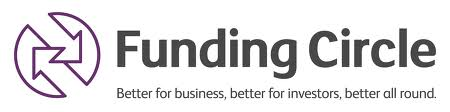 Funding Circle
Better for business, better for investors, better all round.